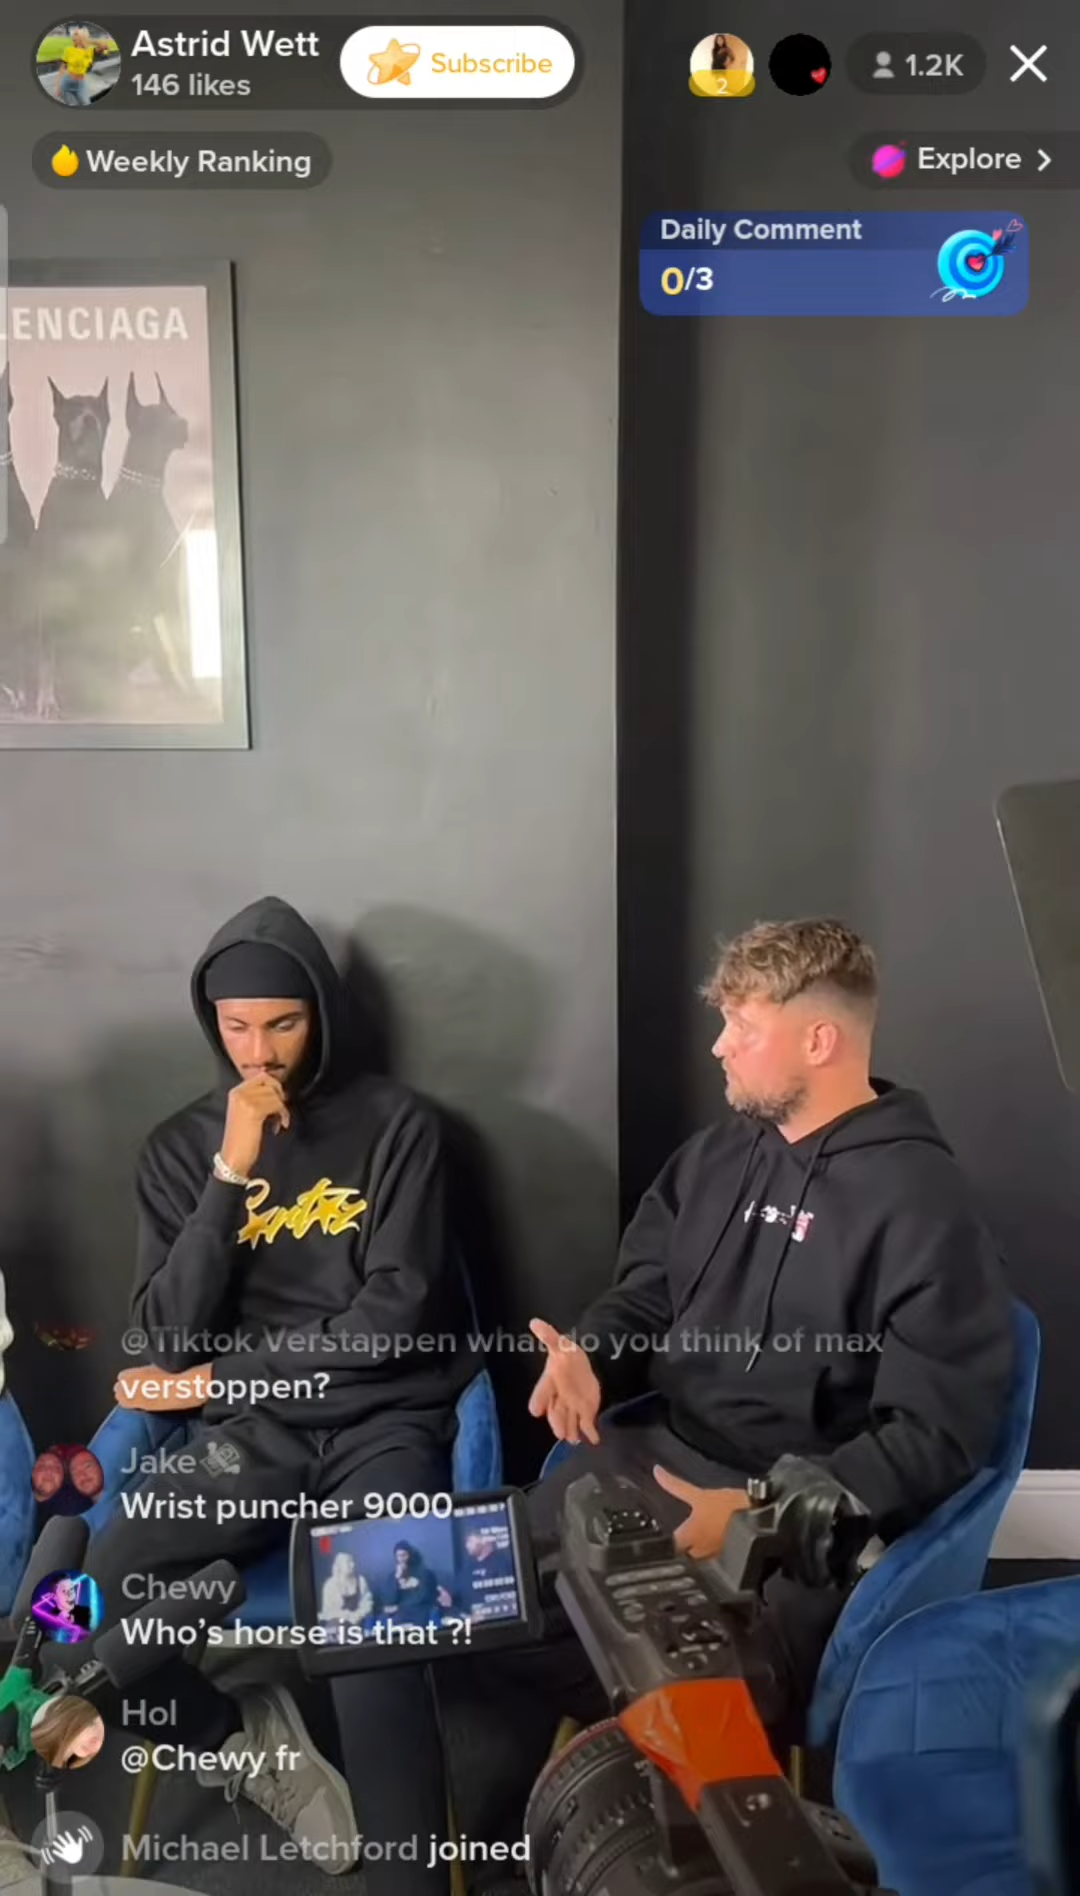 Astrid Wett
146 likes
Subscribe
2
1.2K
Weekly Ranking
Explore
Daily Comment
0/3
LENCIAGA
@Tiktok Verstappen what do you think of max
verstoppen?
Jake
Wrist puncher 9000
Chewy
Who's horse is that ?!
Hol
@Chewy fr
Michael Letchford joined